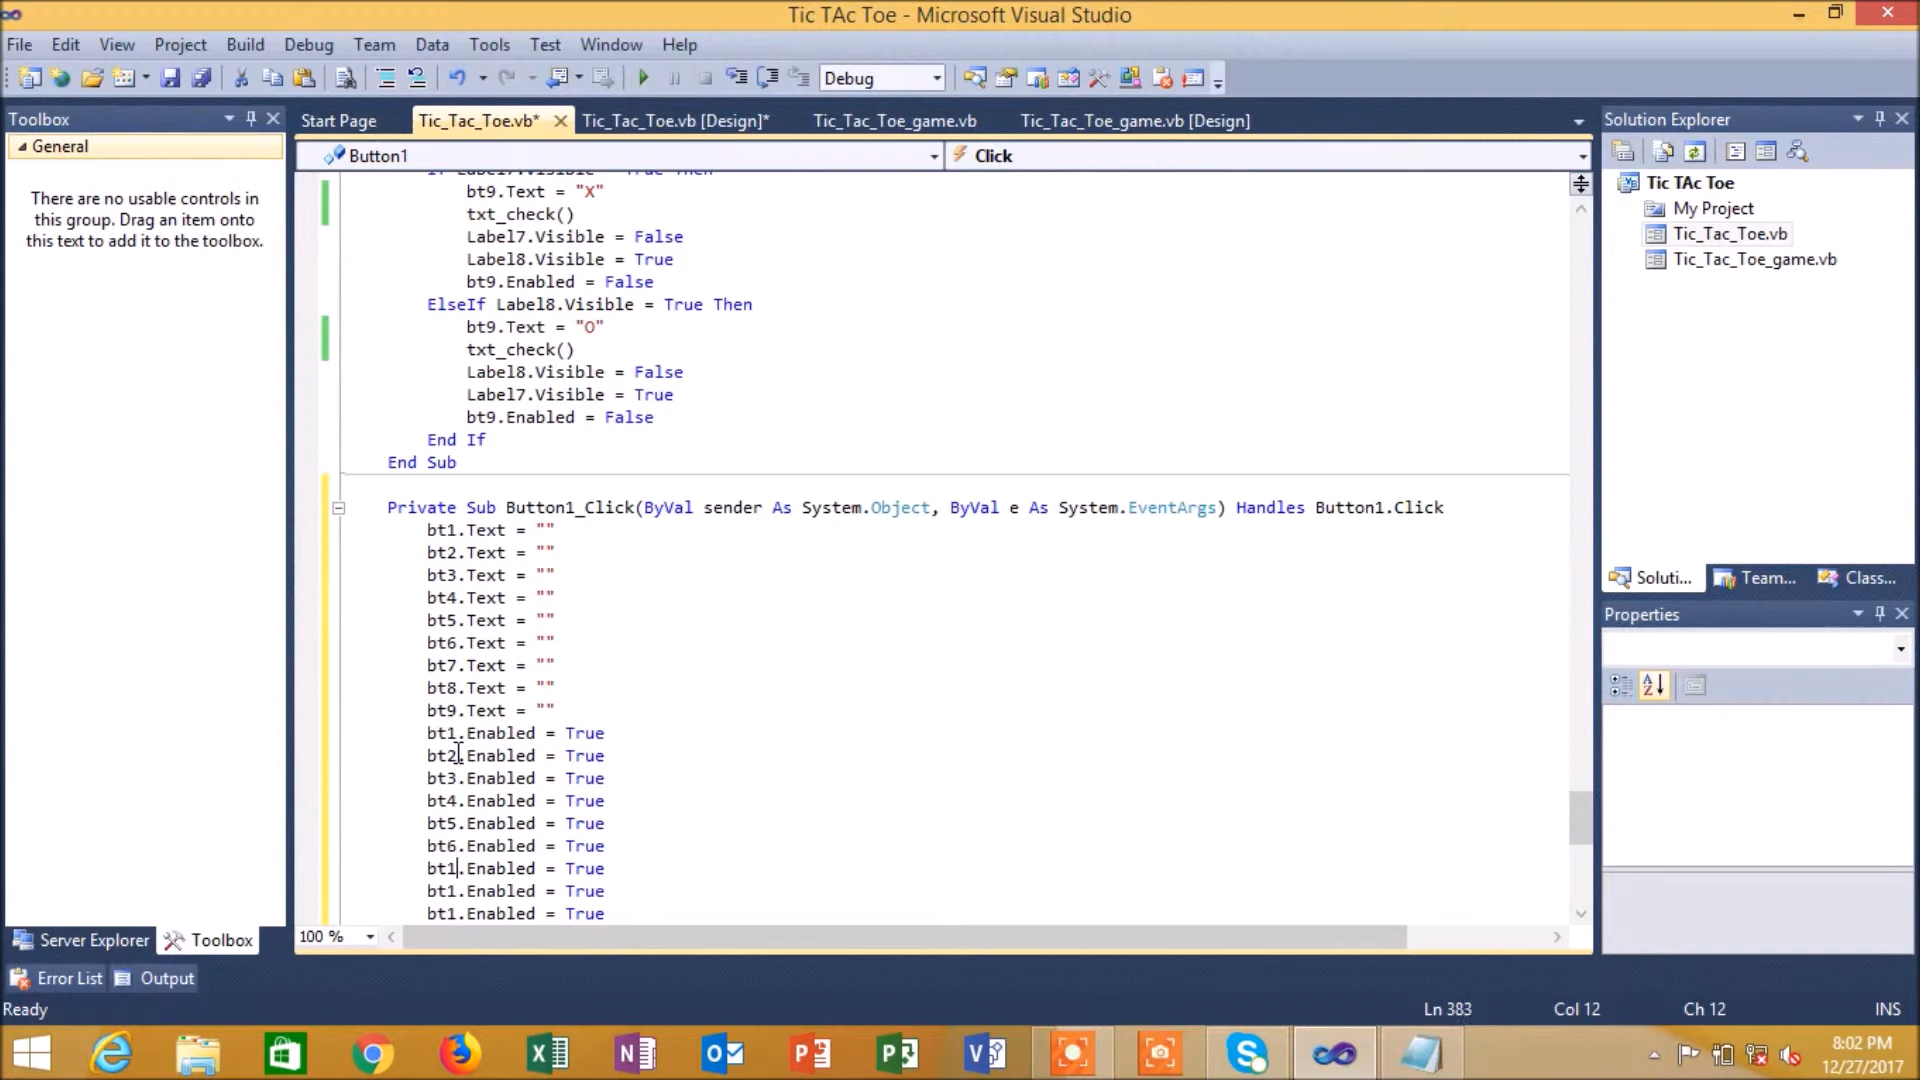 Tic TAc Toe - Microsoft Visual Studio
File Edit View Project Build Debug Team Data Tools Test Window Help
Debug
Toolbox
General
There are no usable controls in
this group. Drag an item onto
this text to add it to the toolbox.
Server Explorer Toolbox
Start Page Tic_Tac_Toe.vb* Tic_Tac_Toe.vb [Design]* Tic_Tac_Toe_game.vb Tic_Tac_Toe_game.vb [Design]
Button1 Click
If Label7.Visible = True Then
bt9.Text = "X"
txt_check()
Label7.Visible = False
Label8.Visible = True
bt9.Enabled = False
ElseIf Label8.Visible = True Then
bt9.Text = "O"
txt_check()
Label8.Visible = False
Label7.Visible = True
bt9.Enabled = False
End If
End Sub
Private Sub Button1_Click(ByVal sender As System.Object, ByVal e As System.EventArgs) Handles Button1.Click
bt1.Text = ""
bt2.Text = ""
bt3.Text = ""
bt4.Text = ""
bt5.Text = ""
bt6.Text = ""
bt7.Text = ""
bt8.Text = ""
bt9.Text = ""
bt1.Enabled = True
bt2.Enabled = True
bt3.Enabled = True
bt4.Enabled = True
bt5.Enabled = True
bt6.Enabled = True
bt1.Enabled = True
bt1.Enabled = True
bt1.Enabled = True
100 %
Solution Explorer
Tic TAc Toe
My Project
Tic_Tac_Toe.vb
Tic_Tac_Toe_game.vb
Soluti... Team... Class...
Properties
Error List Output
Ready Ln 383 Col 12 Ch 12 INS
8:02 PM
12/27/2017